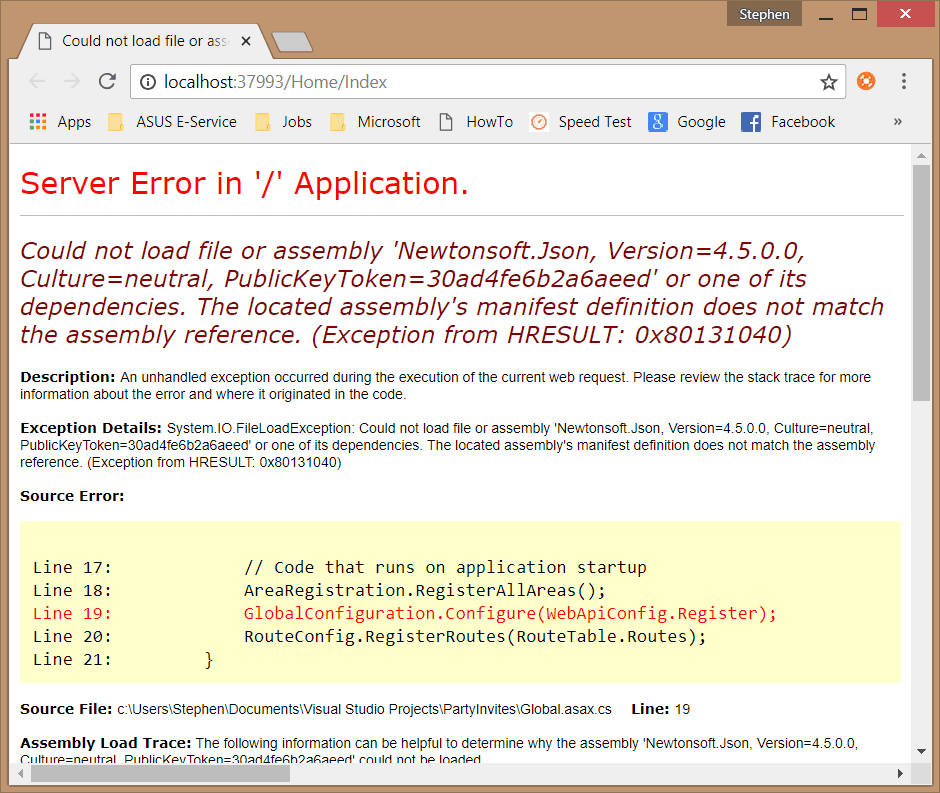 Stephen
Could not load file or ass
localhost:37993/Home/Index
Apps ASUS E-Service Jobs Microsoft HowTo Speed Test Google Facebook »
Server Error in '/' Application.
Could not load file or assembly 'Newtonsoft.Json, Version=4.5.0.0,
Culture=neutral, PublicKeyToken=30ad4fe6b2a6aeed' or one of its
dependencies. The located assembly's manifest definition does not match
the assembly reference. (Exception from HRESULT: 0x80131040)
Description: An unhandled exception occurred during the execution of the current web request. Please review the stack trace for more
information about the error and where it originated in the code.
Exception Details: System.IO.FileLoadException: Could not load file or assembly 'Newtonsoft.Json, Version=4.5.0.0, Culture=neutral,
PublicKeyToken=30ad4fe6b2a6aeed' or one of its dependencies. The located assembly's manifest definition does not match the assembly
reference. (Exception from HRESULT: 0x80131040)
Source Error:
Line 17:             // Code that runs on application startup
Line 18:             AreaRegistration.RegisterAllAreas();
Line 19:             GlobalConfiguration.Configure(WebApiConfig.Register);
Line 20:             RouteConfig.RegisterRoutes(RouteTable.Routes);
Line 21:         }
Source File: c:\Users\Stephen\Documents\Visual Studio Projects\PartyInvites\Global.asax.cs    Line: 19
Assembly Load Trace: The following information can be helpful to determine why the assembly 'Newtonsoft.Json, Version=4.5.0.0,
Culture=neutral, PublicKeyToken=30ad4fe6b2a6aeed' could not be loaded.